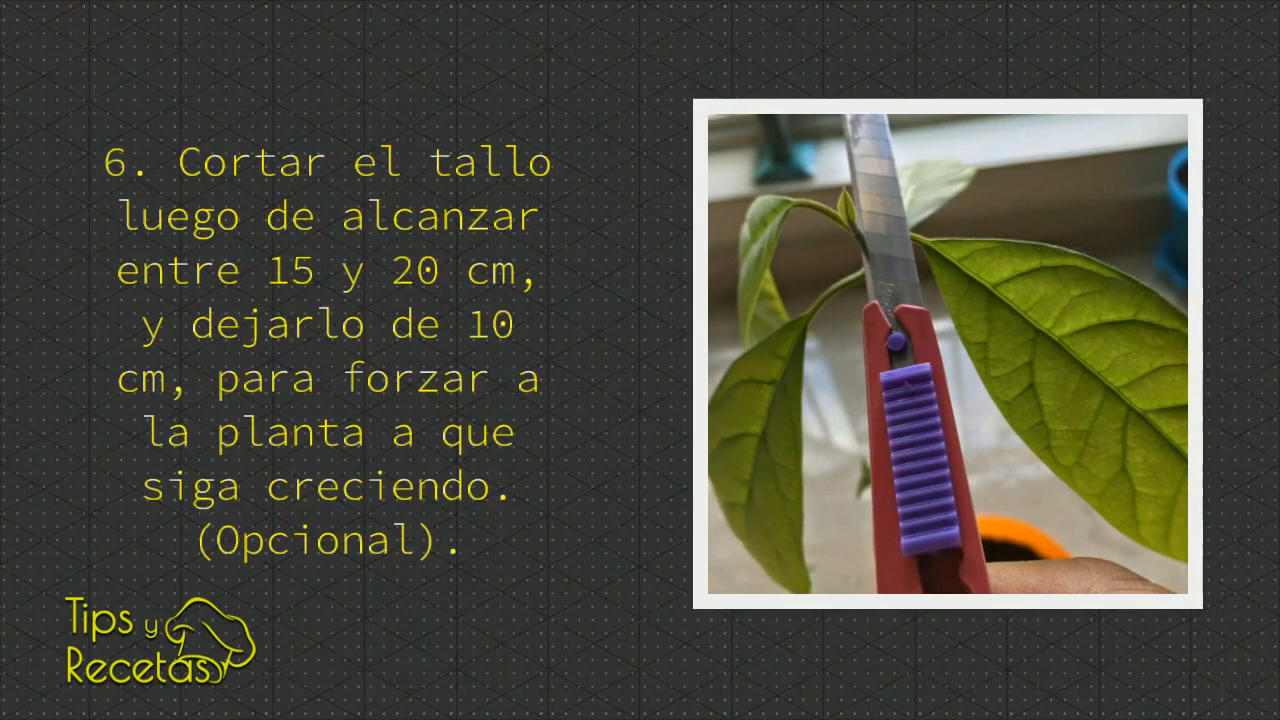 6. Cortar el tallo
luego de alcanzar
entre 15 y 20 cm,
y dejarlo de 10
cm, para forzar a
la planta a que
siga creciendo.
(Opcional).
Tips y
Recetas